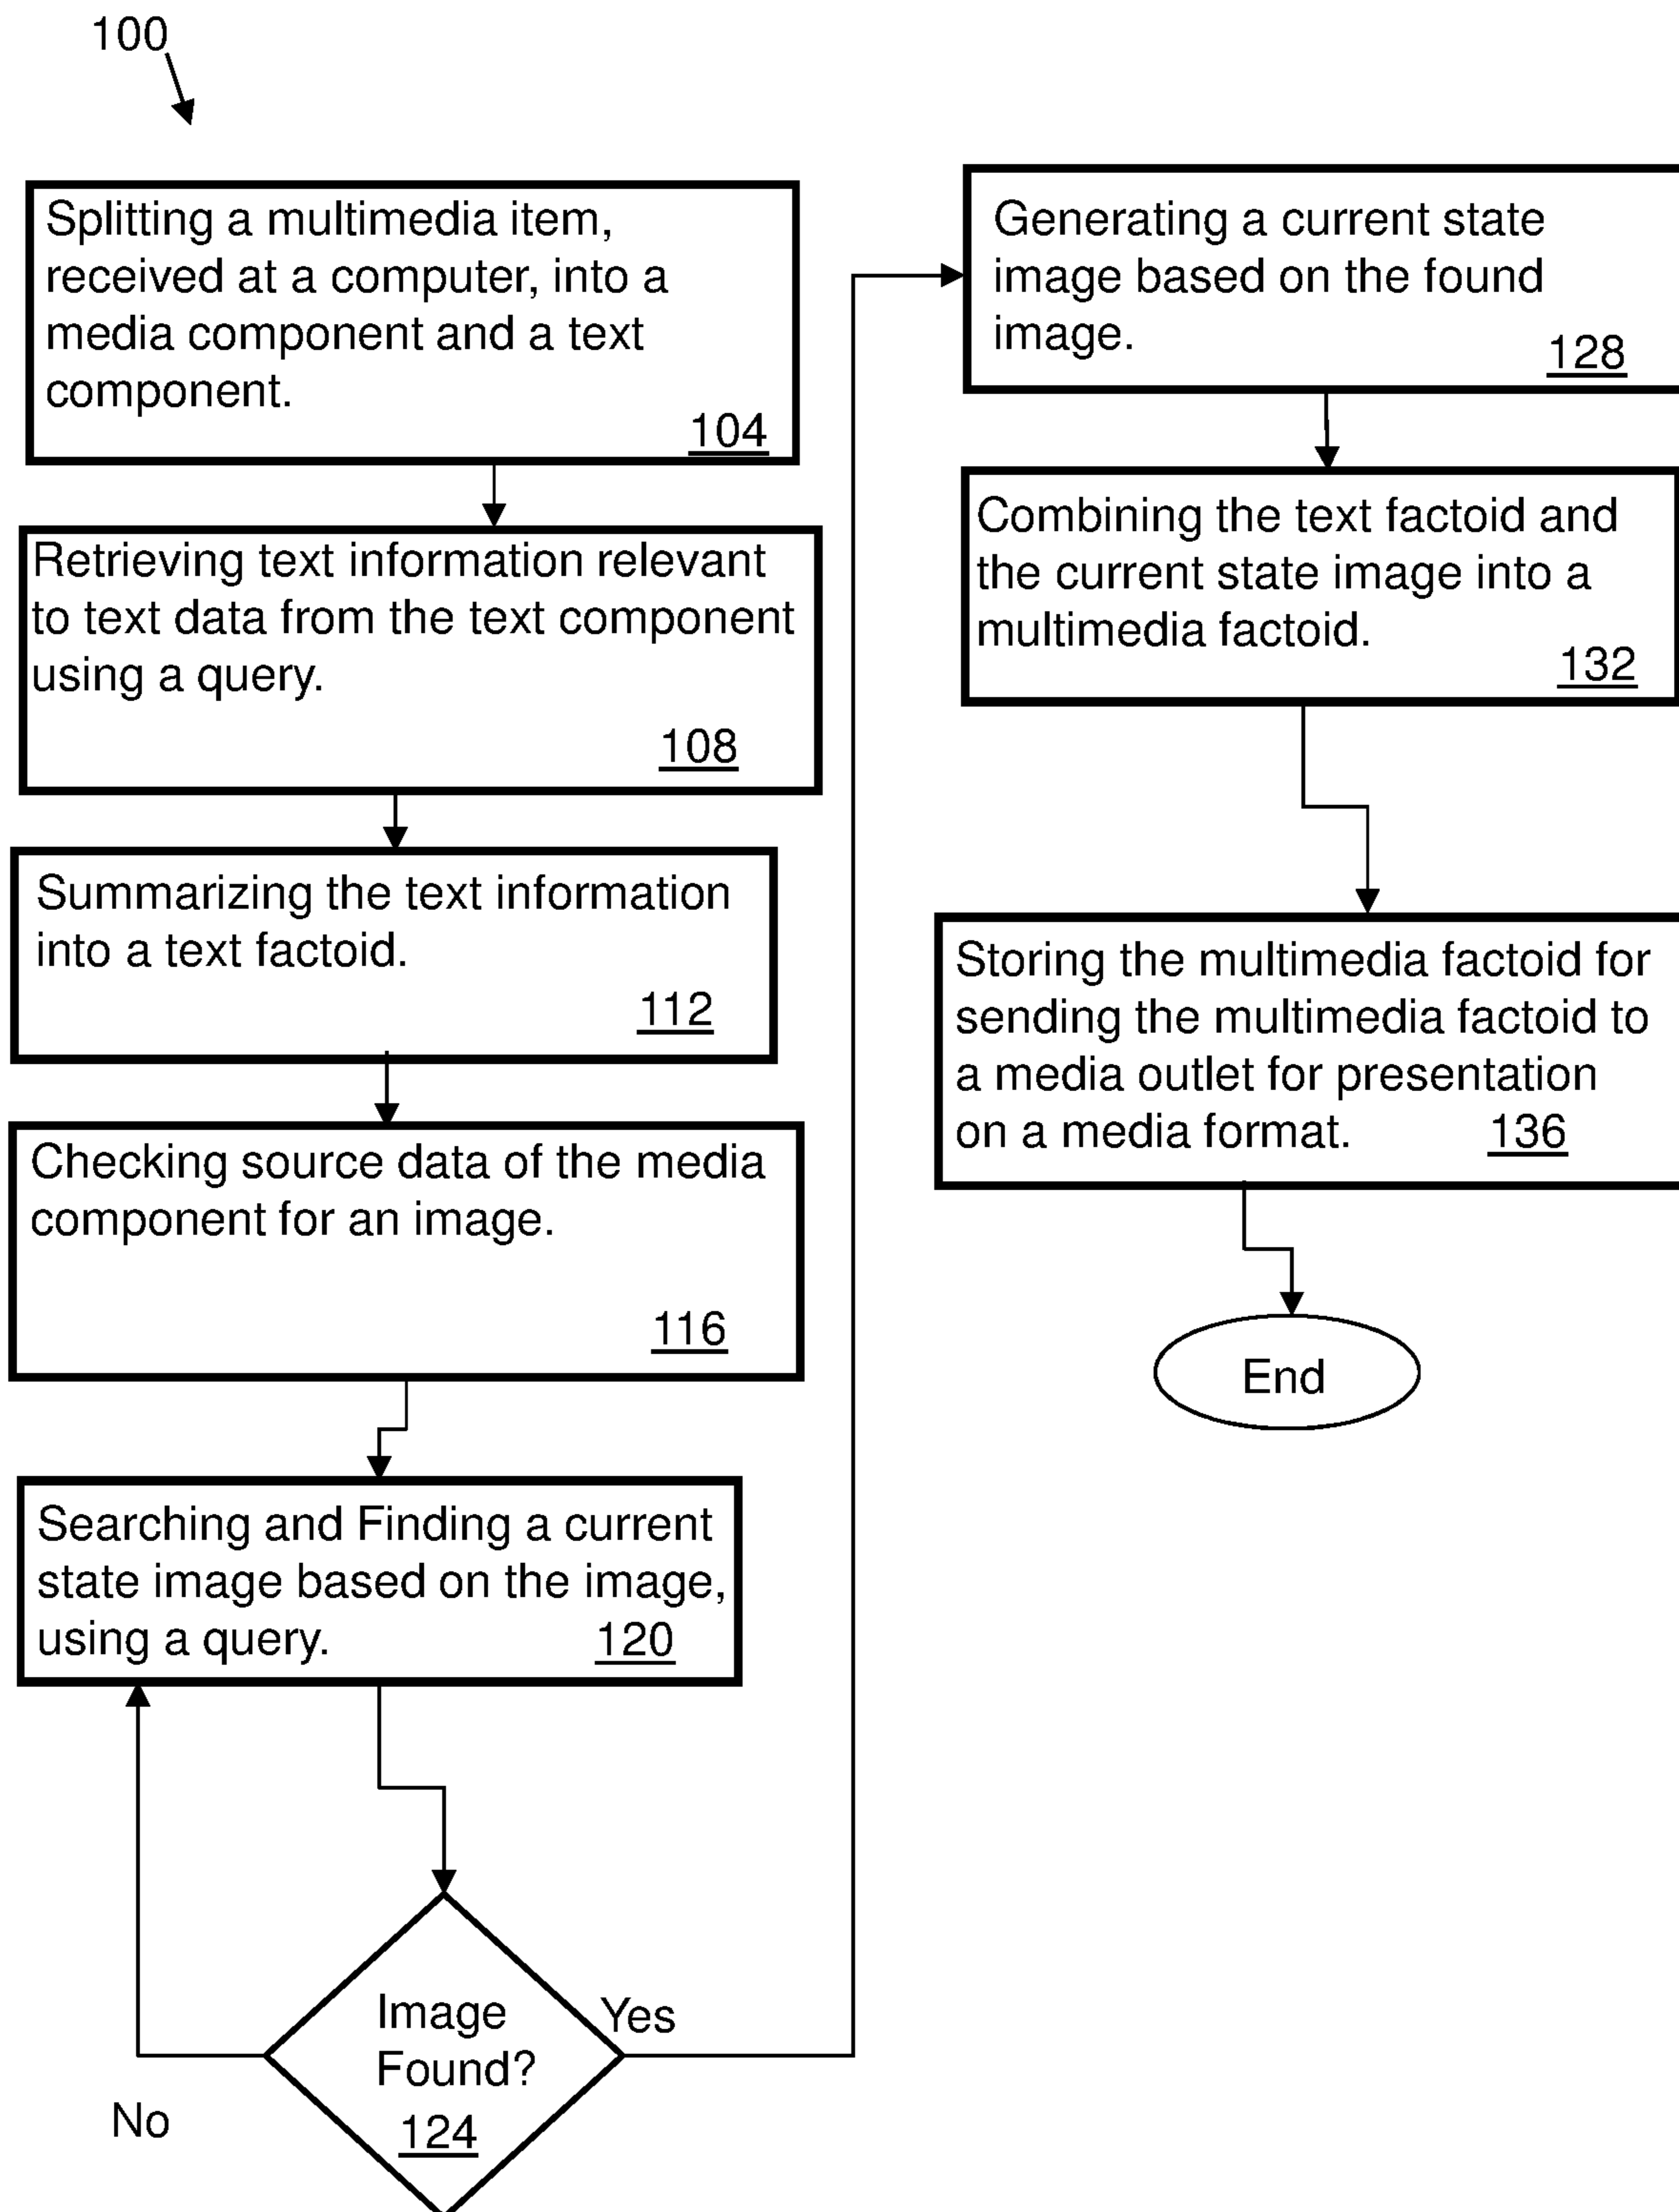 100
Splitting a multimedia item,
received at a computer, into a
media component and a text
component.
104
Retrieving text information relevant
to text data from the text component
using a query.
108
Summarizing the text information
into a text factoid.
112
Checking source data of the media
component for an image.
116
Searching and Finding a current
state image based on the image,
using a query.
120
Image
Found?
124
Yes
No
Generating a current state
image based on the found
image.
128
Combining the text factoid and
the current state image into a
multimedia factoid.
132
Storing the multimedia factoid for
sending the multimedia factoid to
a media outlet for presentation
on a media format.
136
End